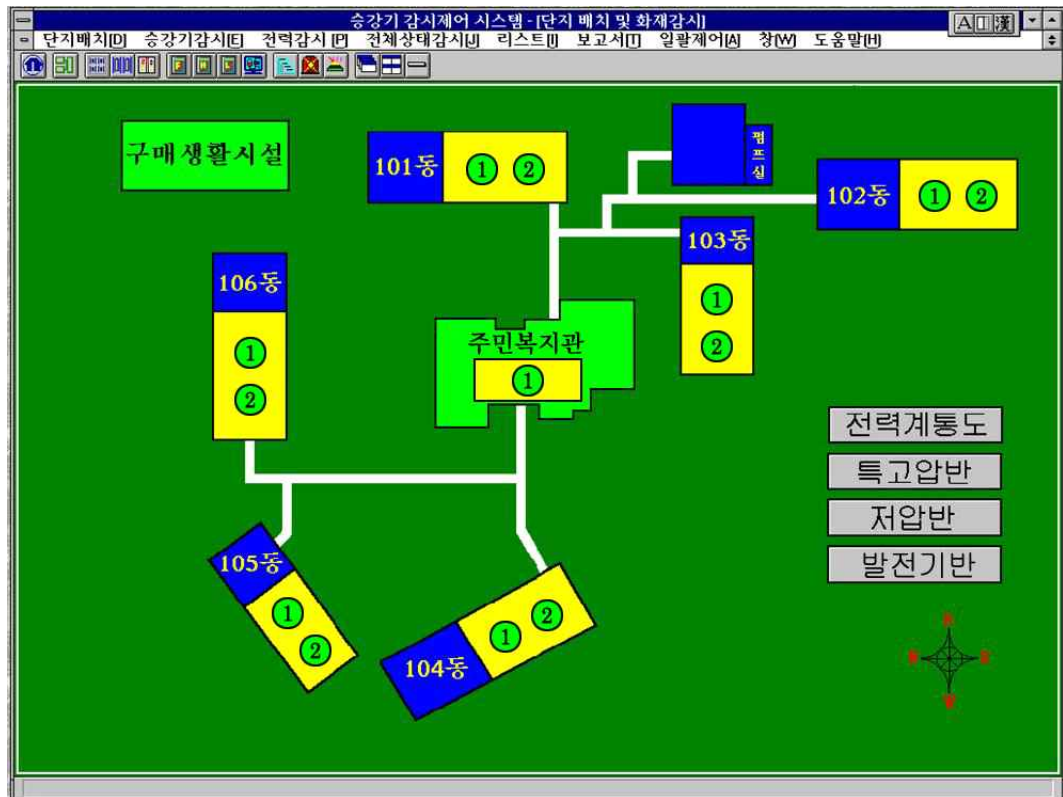 승강기 감시제어 시스템 - [단지 배치 및 화재감시]
A 漢
단지배치[D] 승강기감시[E] 전력감시 [P] 전체상태감시[J] 리스트[I] 보고서[T] 일괄제어[A] 창[W] 도움말[H]
구매생활시설
101동 1 2
펌프실
102동 1 2
103동
1
2
106동
1
2
주민복지관
1
전력계통도
특고압반
저압반
발전기반
105동
1
2
104동 1 2